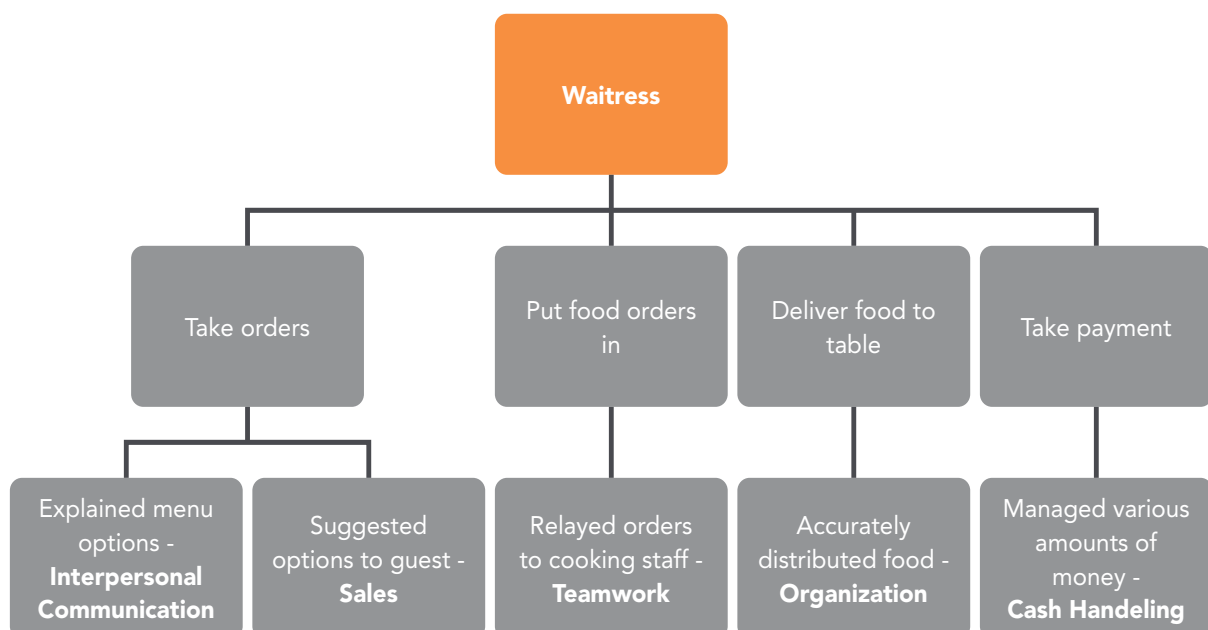 Waitress
Take orders
Put food orders
in
Deliver food to
table
Take payment
Explained menu
options -
Interpersonal
Communication
Suggested
options to guest -
Sales
Relayed orders
to cooking staff -
Teamwork
Accurately
distributed food -
Organization
Managed various
amounts of
money -
Cash Handeling